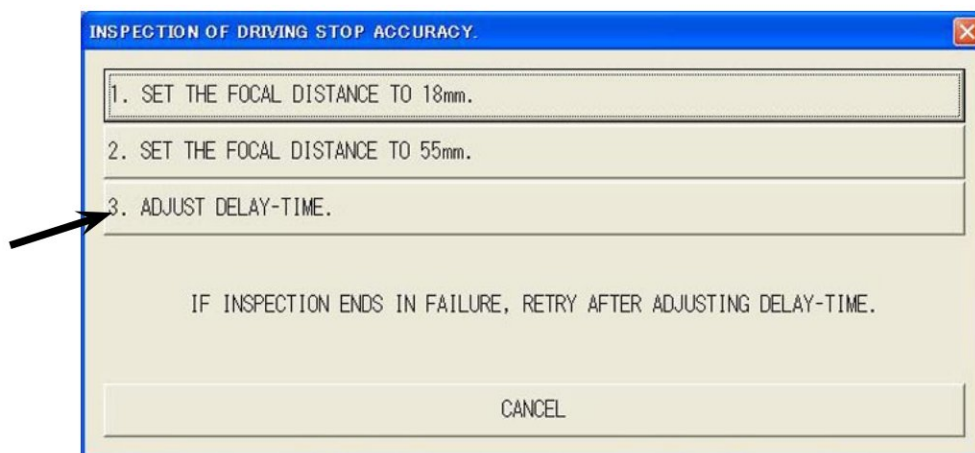 INSPECTION OF DRIVING STOP ACCURACY.
1. SET THE FOCAL DISTANCE TO 18mm.
2. SET THE FOCAL DISTANCE TO 55mm.
3. ADJUST DELAY-TIME.
IF INSPECTION ENDS IN FAILURE, RETRY AFTER ADJUSTING DELAY-TIME.
CANCEL